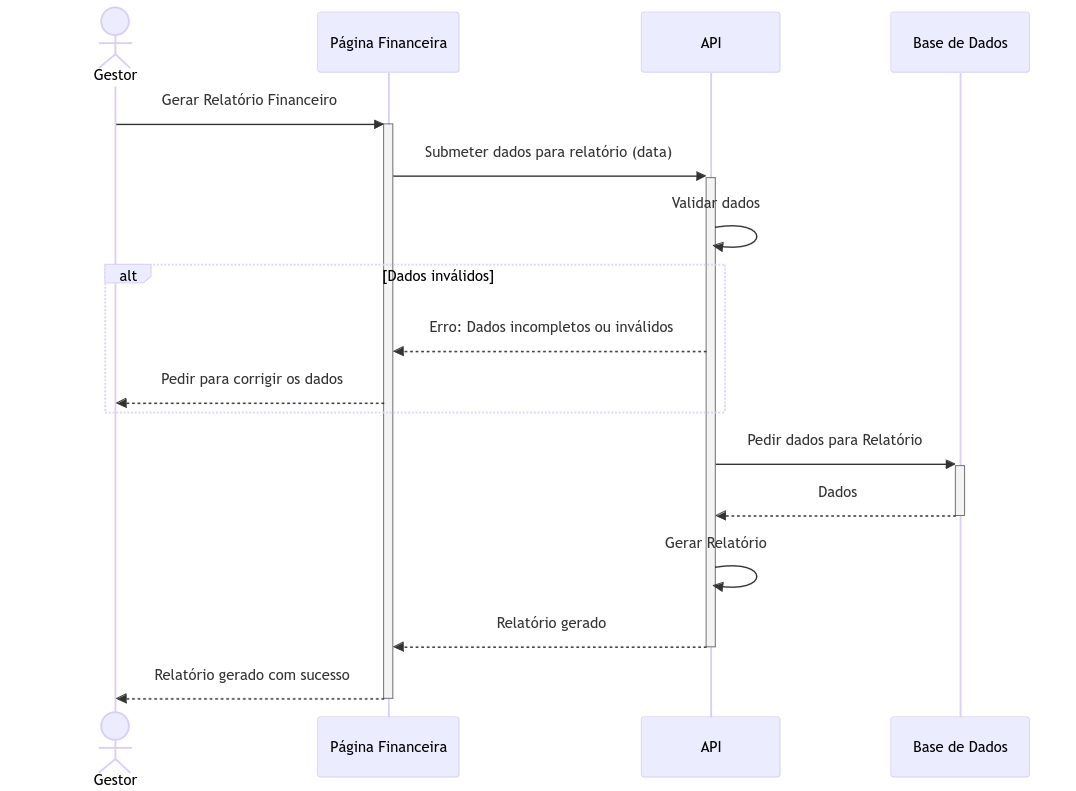 Gestor
Página Financeira
API
Base de Dados
Gerar Relatório Financeiro
Submeter dados para relatório (data)
Validar dados
alt
[Dados inválidos]
Erro: Dados incompletos ou inválidos
Pedir para corrigir os dados
Pedir dados para Relatório
Dados
Gerar Relatório
Relatório gerado
Relatório gerado com sucesso
Gestor
Página Financeira
API
Base de Dados